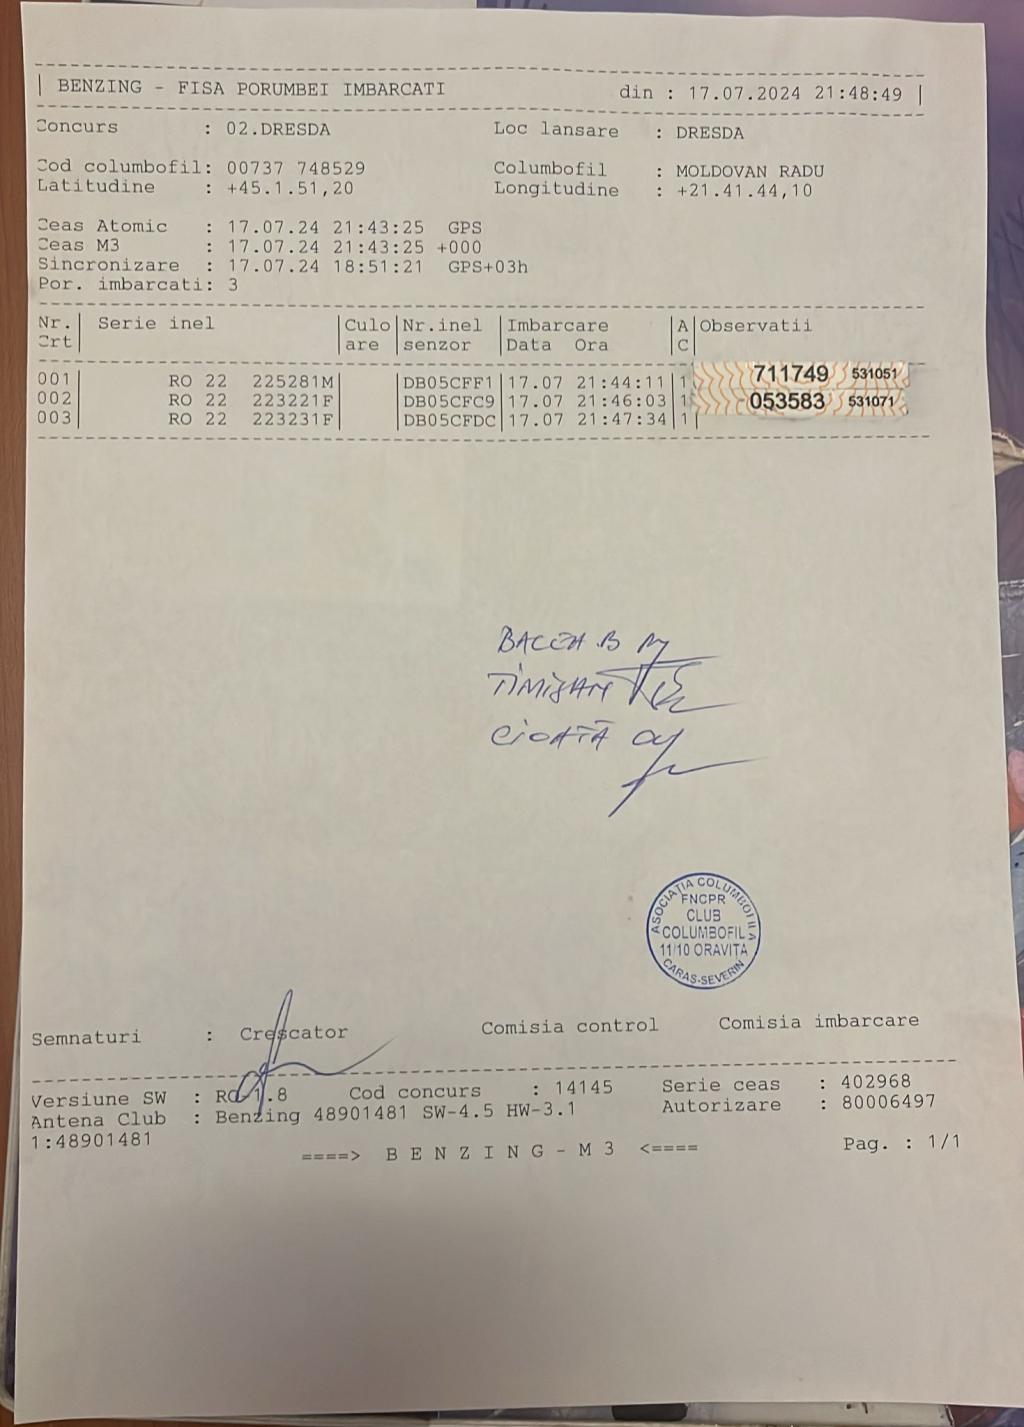 BENZING - FISA PORUMBEI IMBARCATI din : 17.07.2024 21:48:49
Concurs : 02.DRESDA Loc lansare : DRESDA
Cod columbofil: 00737 748529 Columbofil : MOLDOVAN RADU
Latitudine : +45.1.51,20 Longitudine : +21.41.44,10
Ceas Atomic : 17.07.24 21:43:25 GPS
Ceas M3 : 17.07.24 21:43:25 +000
Sincronizare : 17.07.24 18:51:21 GPS+03h
Por. imbarcati: 3
Nr.| Serie inel |Culo|Nr.inel |Imbarcare |A|Observatii
Crt| |are |senzor |Data Ora |C|
001| RO 22 225281M| |DB05CFF1|17.07 21:44:11|1 711749 531051
002| RO 22 223221F| |DB05CFC9|17.07 21:46:03|1 053583 531071
003| RO 22 223231F| |DB05CFDC|17.07 21:47:34|1|
BACEA B
TIMIȘAN
CIOATĂ
ASOCIATIA COLUMBOFILA
FNCPR
CLUB
COLUMBOFIL
11/10 ORAVITA
CARAS-SEVERIN
Semnaturi : Crescator Comisia control Comisia imbarcare
Versiune SW : RO 1.8 Cod concurs : 14145 Serie ceas : 402968
Antena Club : Benzing 48901481 SW-4.5 HW-3.1 Autorizare : 80006497
1:48901481
====> B E N Z I N G - M 3 <==== Pag. : 1/1